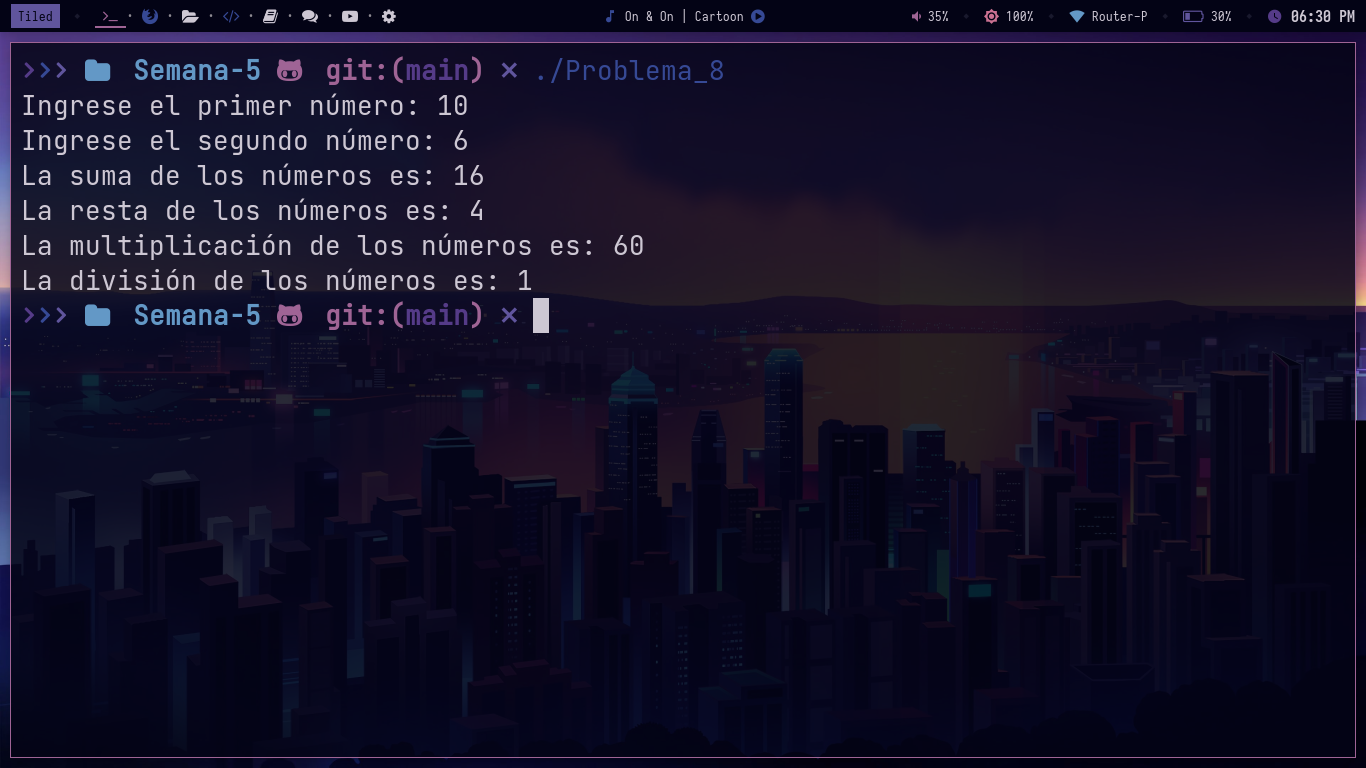 Tiled On & On | Cartoon 35% 100% Router-P 30% 06:30 PM
>>> Semana-5 git:(main) × ./Problema_8
Ingrese el primer número: 10
Ingrese el segundo número: 6
La suma de los números es: 16
La resta de los números es: 4
La multiplicación de los números es: 60
La división de los números es: 1
>>> Semana-5 git:(main) ×